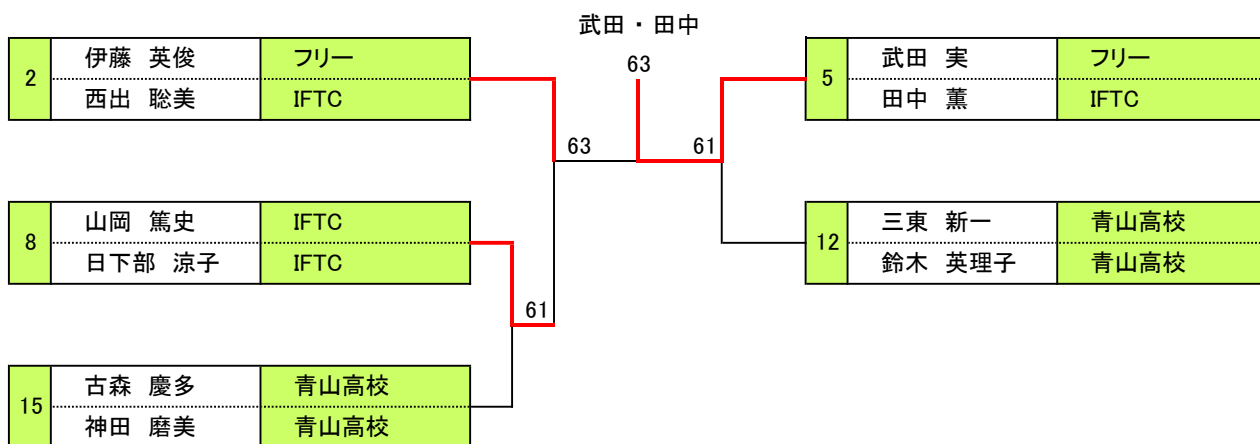 武田 ・ 田中
63
2 伊藤 英俊 フリー
西出 聡美 IFTC
63
8 山岡 篤史 IFTC
日下部 涼子 IFTC
61
15 古森 慶多 青山高校
神田 磨美 青山高校
5 武田 実 フリー
田中 薫 IFTC
61
12 三東 新一 青山高校
鈴木 英理子 青山高校